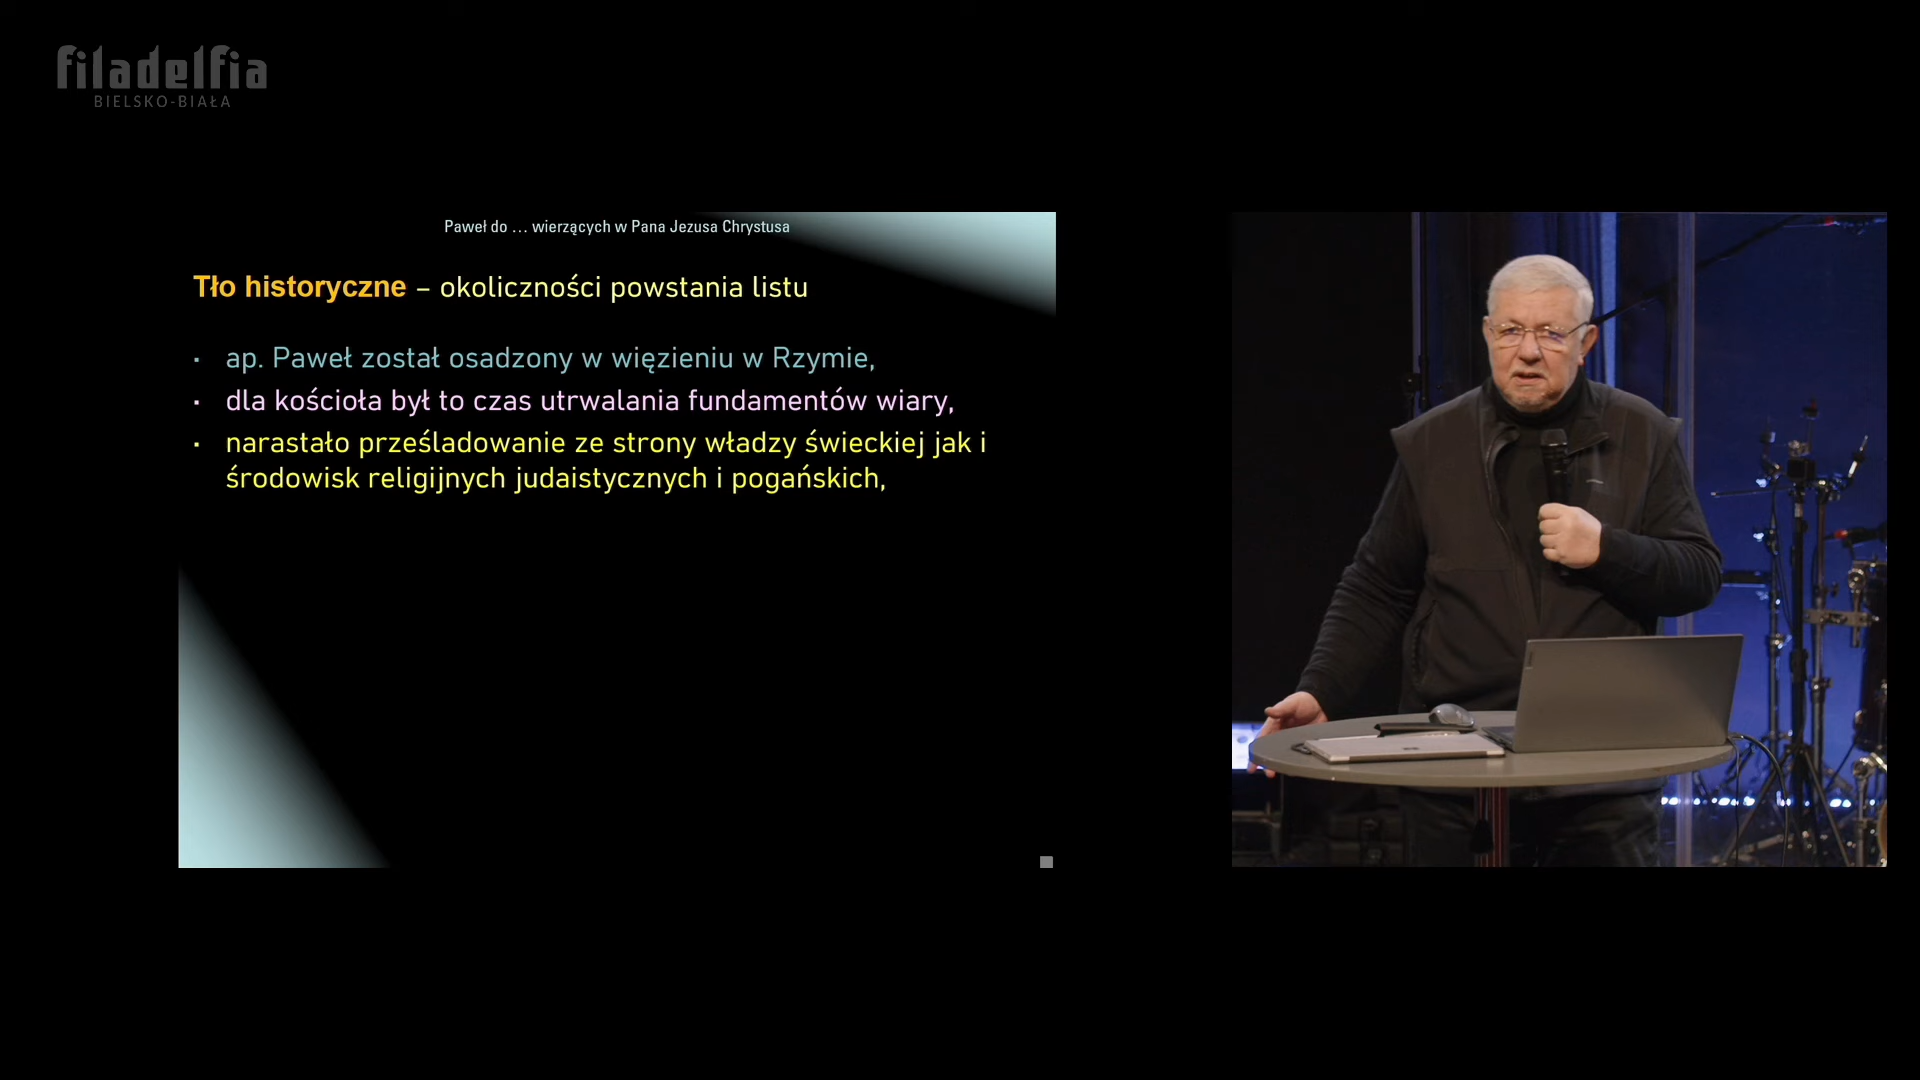 filadelfia
BIELSKO-BIAŁA
Paweł do … wierzących w Pana Jezusa Chrystusa
Tło historyczne – okoliczności powstania listu
· ap. Paweł został osadzony w więzieniu w Rzymie,
· dla kościoła był to czas utrwalania fundamentów wiary,
· narastało prześladowanie ze strony władzy świeckiej jak i
środowisk religijnych judaistycznych i pogańskich,